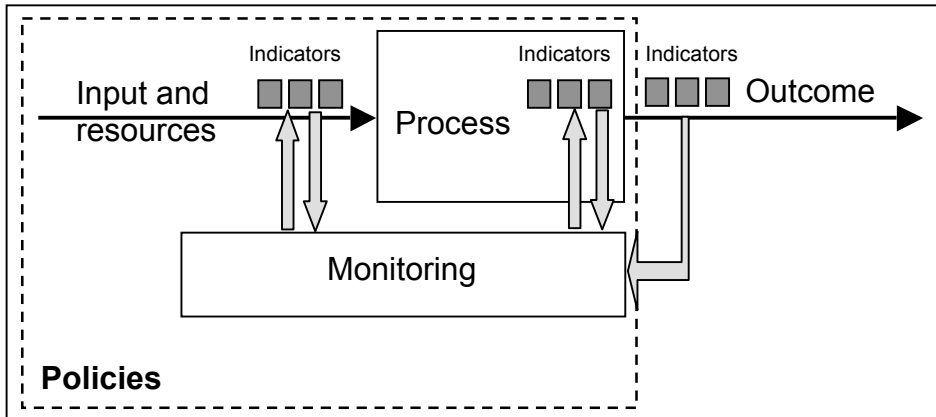 Indicators
Indicators
Indicators
Input and
resources
Process
Outcome
Monitoring
Policies